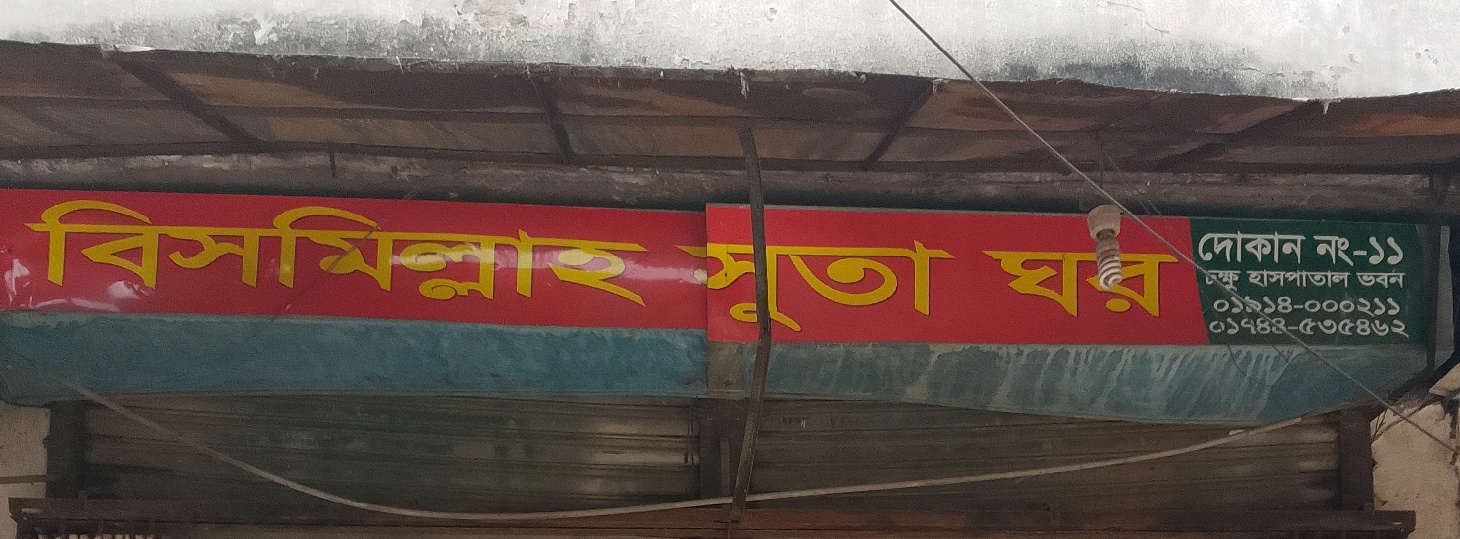 বিসমিল্লাহ সুতা ঘর
দোকান নং-১১
চক্ষু হাসপাতাল ভবন
০১৯১৪-০০০২১১
০১৭৪৪-৫৩৫৪৬২